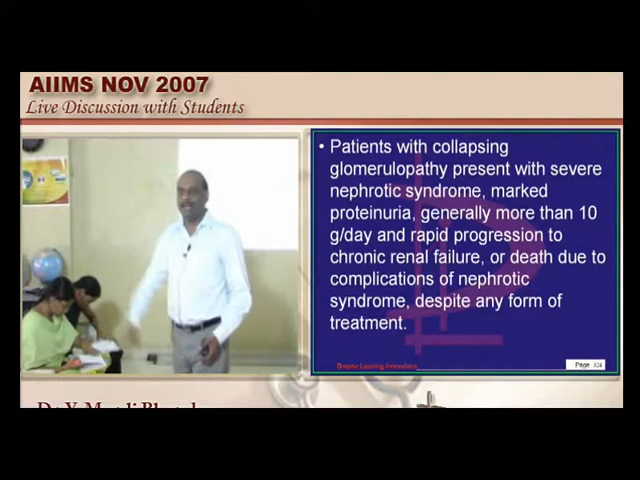 AIIMS NOV 2007
Live Discussion with Students
• Patients with collapsing
glomerulopathy present with severe
nephrotic syndrome, marked
proteinuria, generally more than 10
g/day and rapid progression to
chronic renal failure, or death due to
complications of nephrotic
syndrome, despite any form of
treatment.
Learning Innovations
Page 324